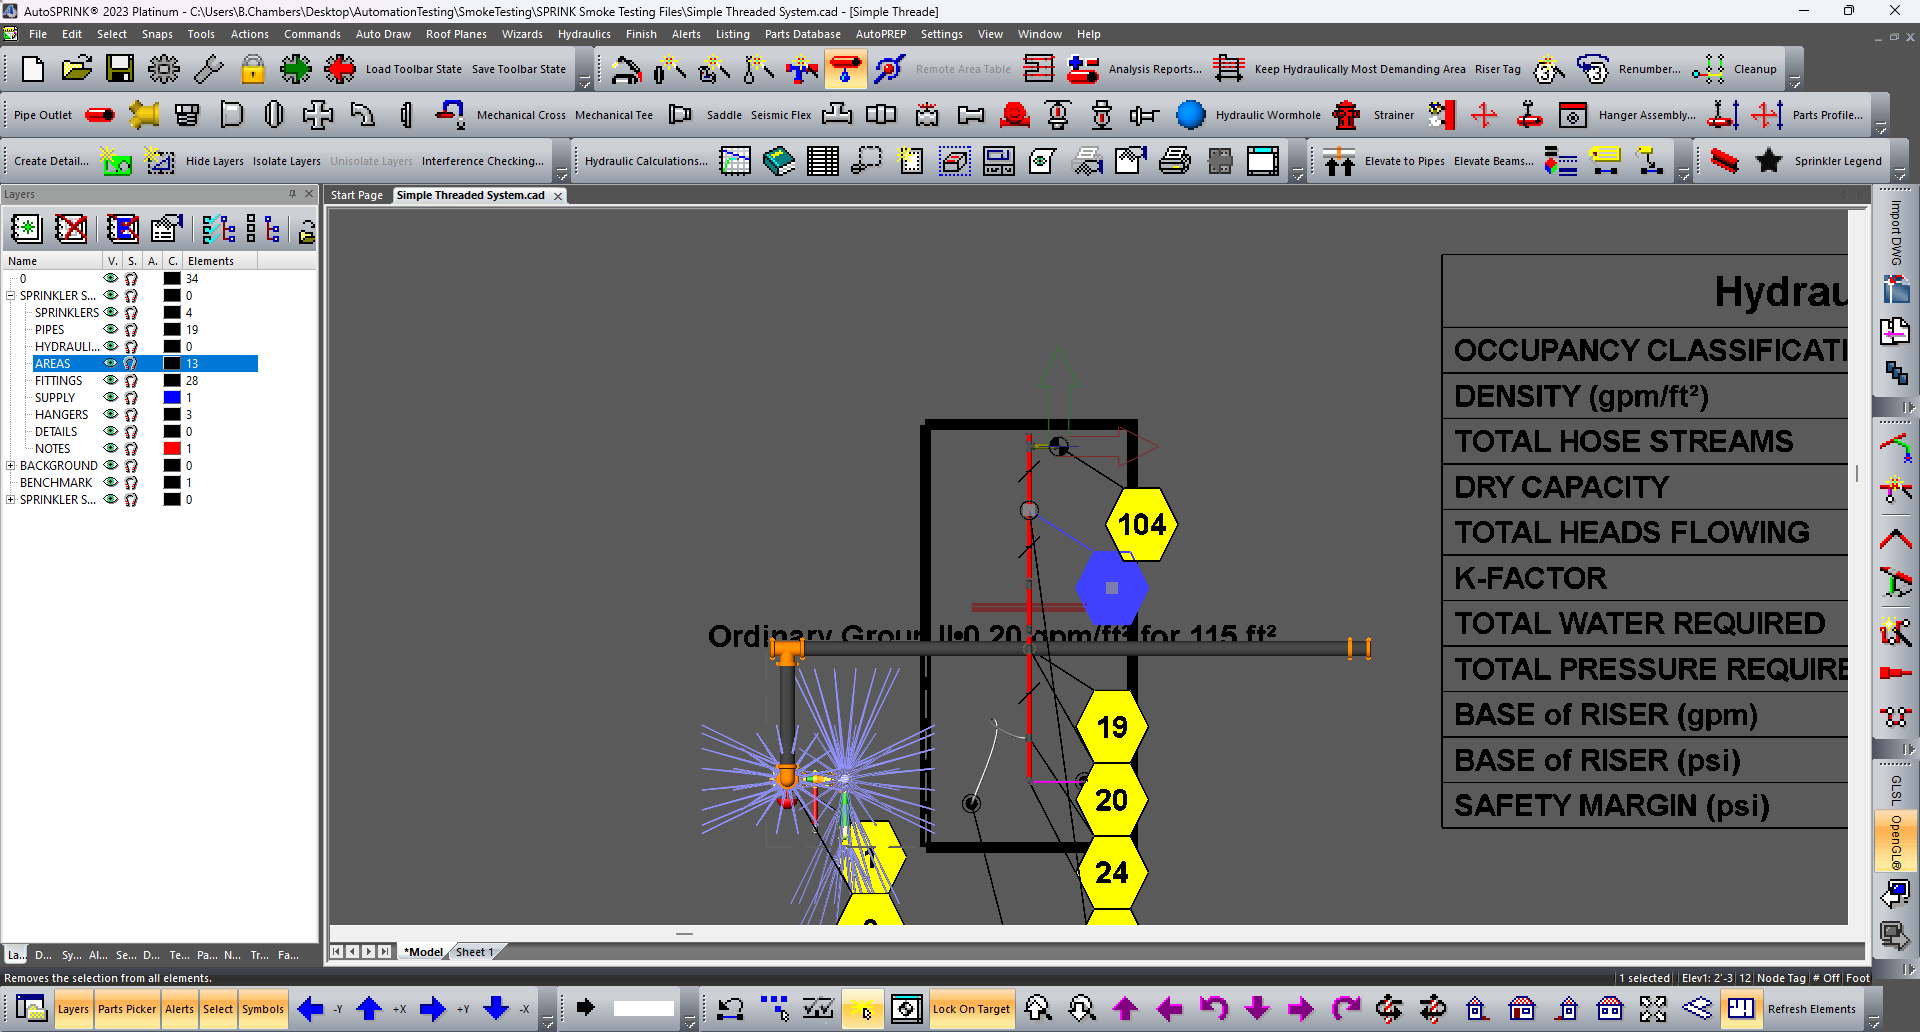 AutoSPRINK® 2023 Platinum - C:\Users\B.Chambers\Desktop\AutomationTesting\SmokeTesting\SPRINK Smoke Testing Files\Simple Threaded System.cad - [Simple Threade]
File Edit Select Snaps Tools Actions Commands Auto Draw Roof Planes Wizards Hydraulics Finish Alerts Listing Parts Database AutoPREP Settings View Window Help
Load Toolbar State Save Toolbar State Remote Area Table Analysis Reports... Keep Hydraulically Most Demanding Area Riser Tag Renumber... Cleanup
Pipe Outlet Mechanical Cross Mechanical Tee Saddle Seismic Flex Hydraulic Wormhole Strainer Hanger Assembly... Parts Profile...
Create Detail... Hide Layers Isolate Layers Unisolate Layers Interference Checking... Hydraulic Calculations... Elevate to Pipes Elevate Beams... Sprinkler Legend
Layers
Start Page Simple Threaded System.cad
Name V. S. A. C. Elements
0 34
SPRINKLER S... 0
SPRINKLERS 4
PIPES 19
HYDRAULI... 0
AREAS 13
FITTINGS 28
SUPPLY 1
HANGERS 3
DETAILS 0
NOTES 1
BACKGROUND 0
BENCHMARK 1
SPRINKLER S... 0
La... D... Sy... Al... Se... D... Te... Pa... N... Tr... Fa...
104
Ordinary Group II•0.20 gpm/ft² for 115 ft²
19
20
24
1
Hydrau
OCCUPANCY CLASSIFICATI
DENSITY (gpm/ft²)
TOTAL HOSE STREAMS
DRY CAPACITY
TOTAL HEADS FLOWING
K-FACTOR
TOTAL WATER REQUIRED
TOTAL PRESSURE REQUIRE
BASE of RISER (gpm)
BASE of RISER (psi)
SAFETY MARGIN (psi)
Import DWG
GLSL
OpenGL®
*Model Sheet 1
Removes the selection from all elements.
1 selected Elev1: 2'-3 12 Node Tag # Off Foot
Layers Parts Picker Alerts Select Symbols -Y +X +Y -X Lock On Target Refresh Elements